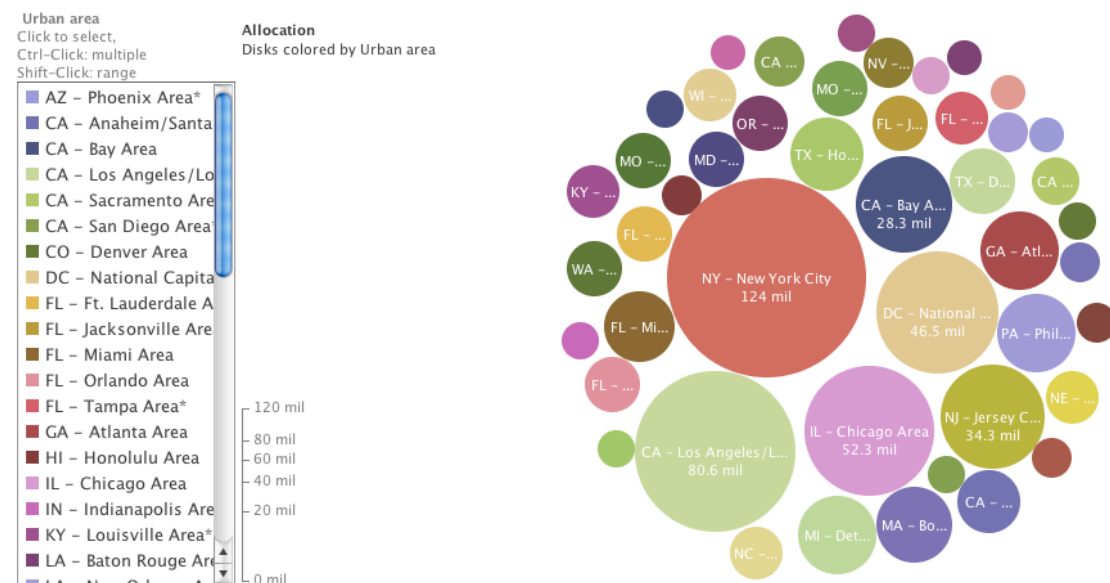 Urban area
Click to select,
Ctrl-Click: multiple
Shift-Click: range
Allocation
Disks colored by Urban area
AZ - Phoenix Area*
CA - Anaheim/Santa
CA - Bay Area
CA - Los Angeles/Lo
CA - Sacramento Are
CA - San Diego Area*
CO - Denver Area
DC - National Capita
FL - Ft. Lauderdale A
FL - Jacksonville Are
FL - Miami Area
FL - Orlando Area
FL - Tampa Area*
GA - Atlanta Area
HI - Honolulu Area
IL - Chicago Area
IN - Indianapolis Are
KY - Louisville Area*
LA - Baton Rouge Are
120 mil
80 mil
60 mil
40 mil
20 mil
0 mil
CA ...
NV -...
WI - ...
MO -...
OR - ...
FL - J...
FL - ...
MO -...
MD -...
TX - Ho...
KY - ...
TX - D...
CA ...
CA - Bay A...
28.3 mil
FL - ...
GA - Atl...
WA -...
NY - New York City
124 mil
DC - National ...
46.5 mil
FL - Mi...
PA - Phil...
FL - ...
NE - ...
NJ - Jersey C...
34.3 mil
IL - Chicago Area
52.3 mil
CA - Los Angeles/L...
80.6 mil
CA - ...
MA - Bo...
MI - Det...
NC -...